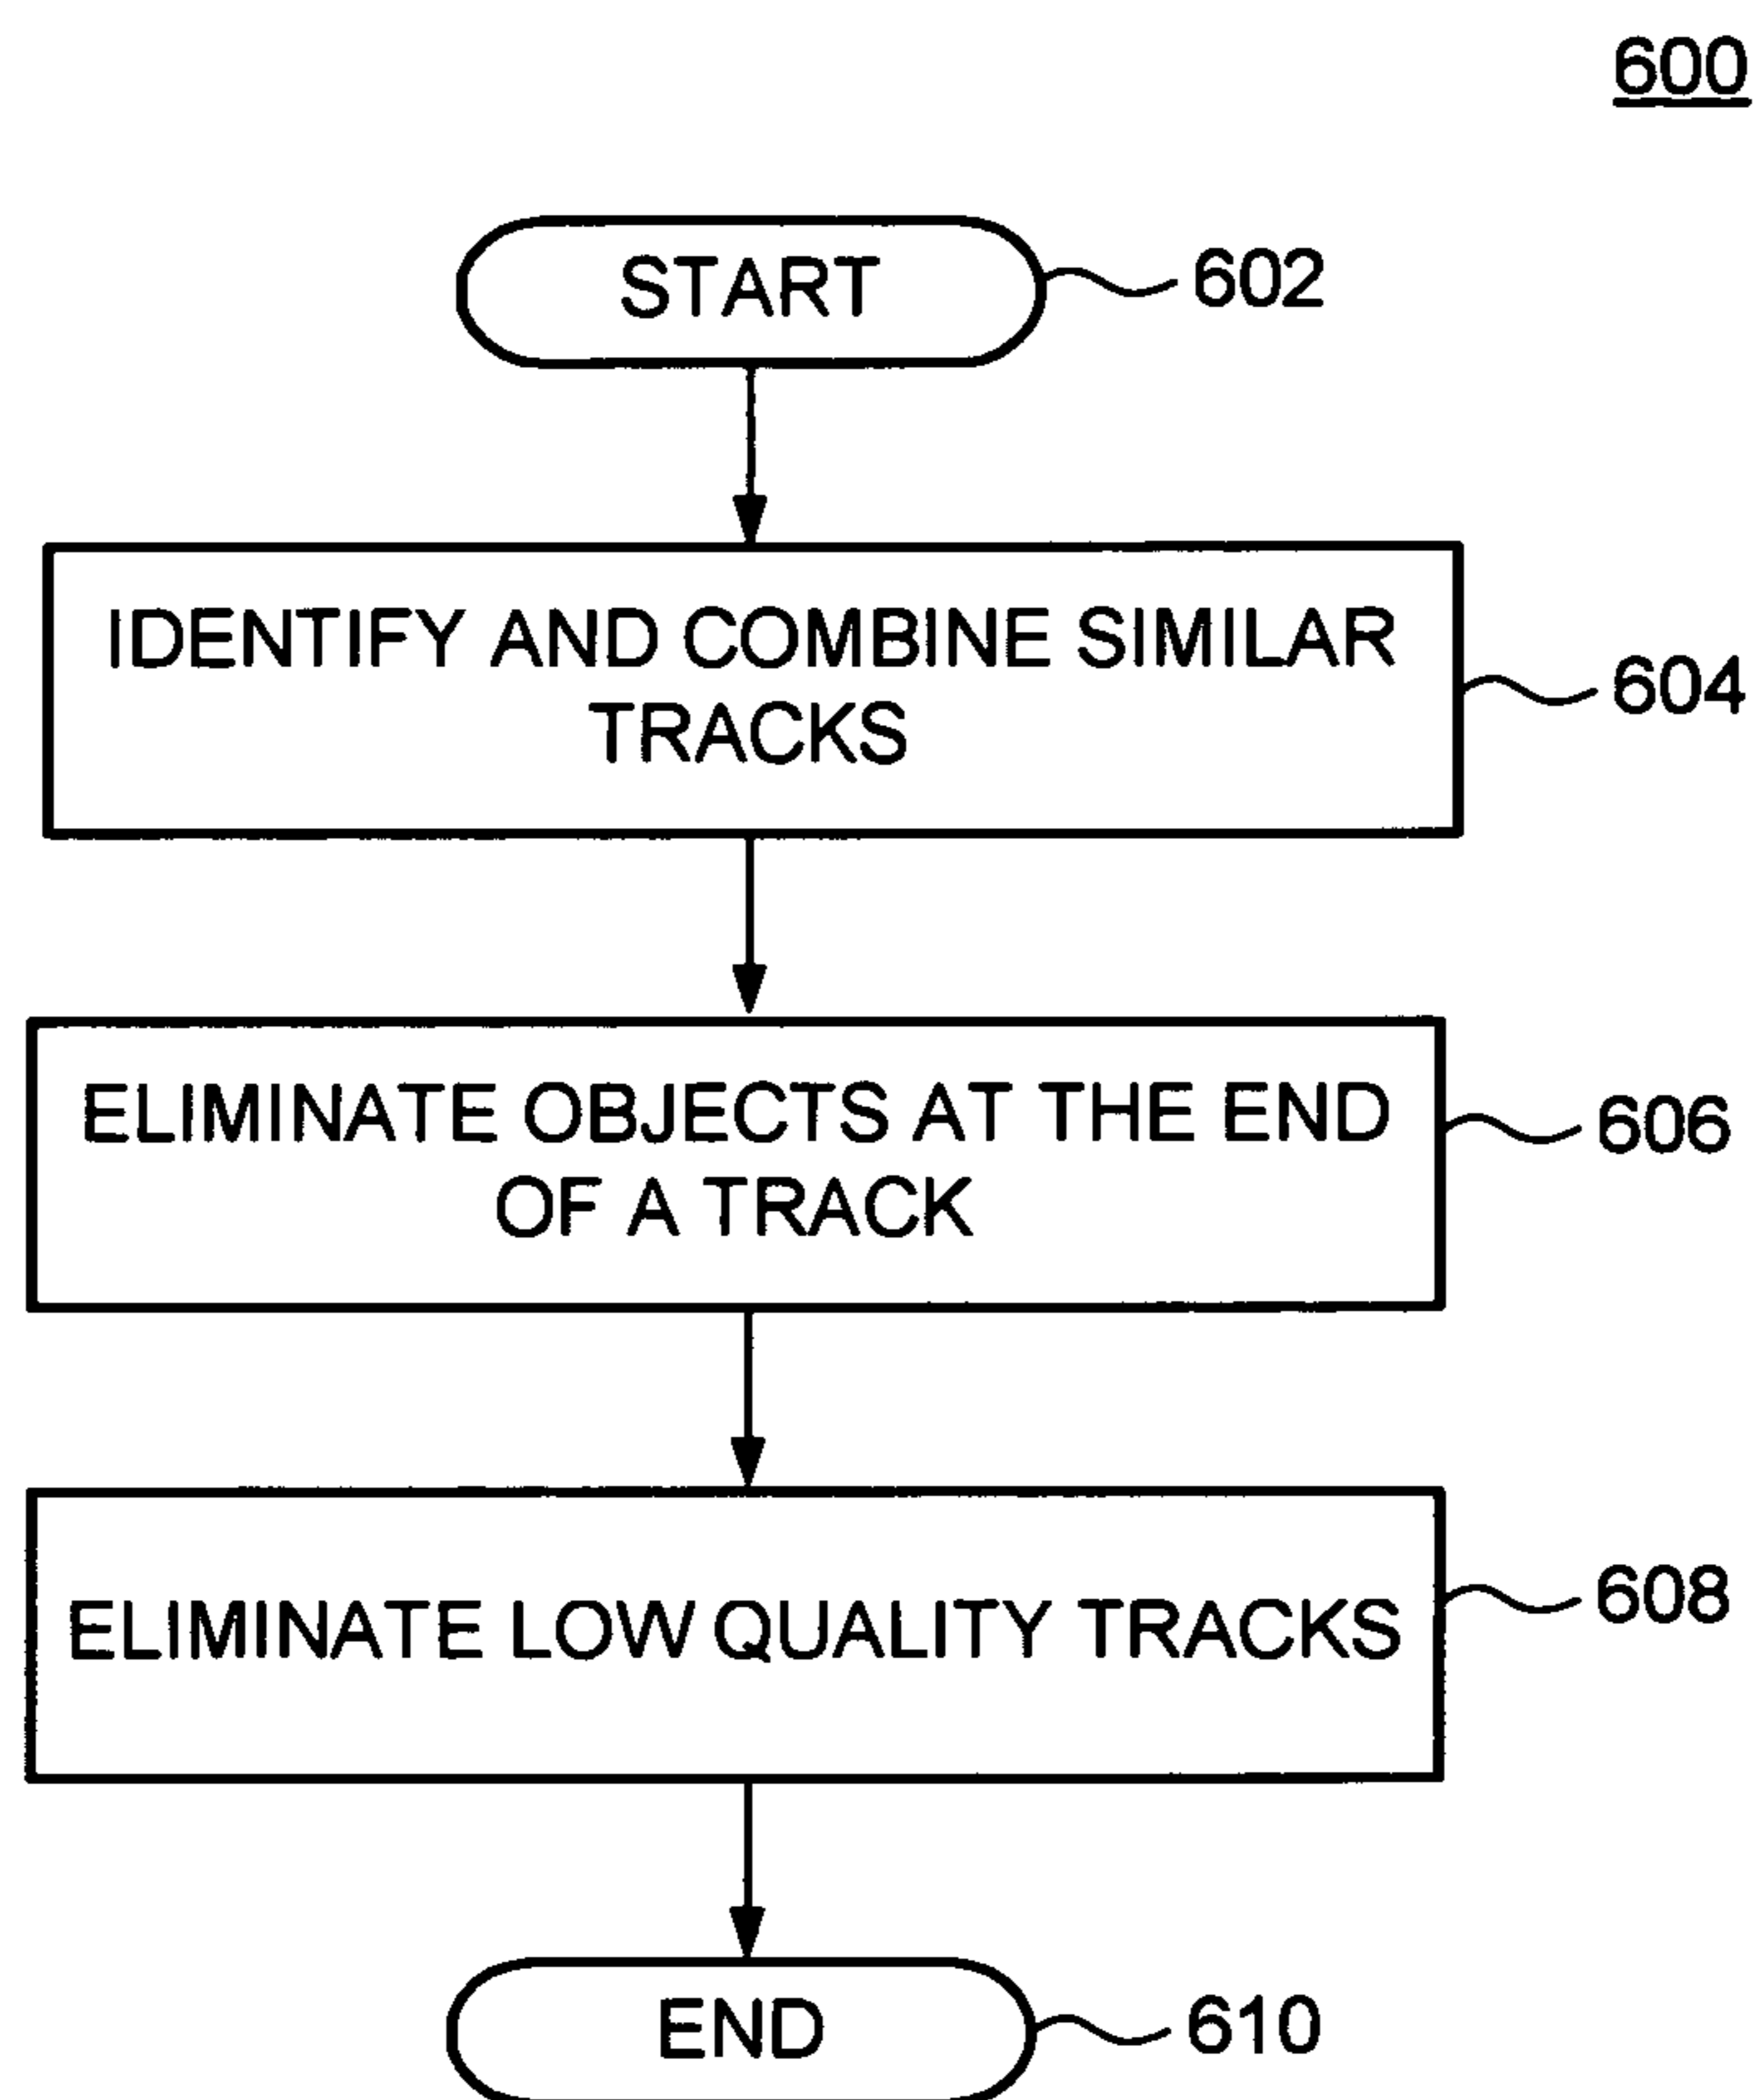 600
START
602
IDENTIFY AND COMBINE SIMILAR
TRACKS
604
ELIMINATE OBJECTS AT THE END
OF A TRACK
606
ELIMINATE LOW QUALITY TRACKS
608
END
610